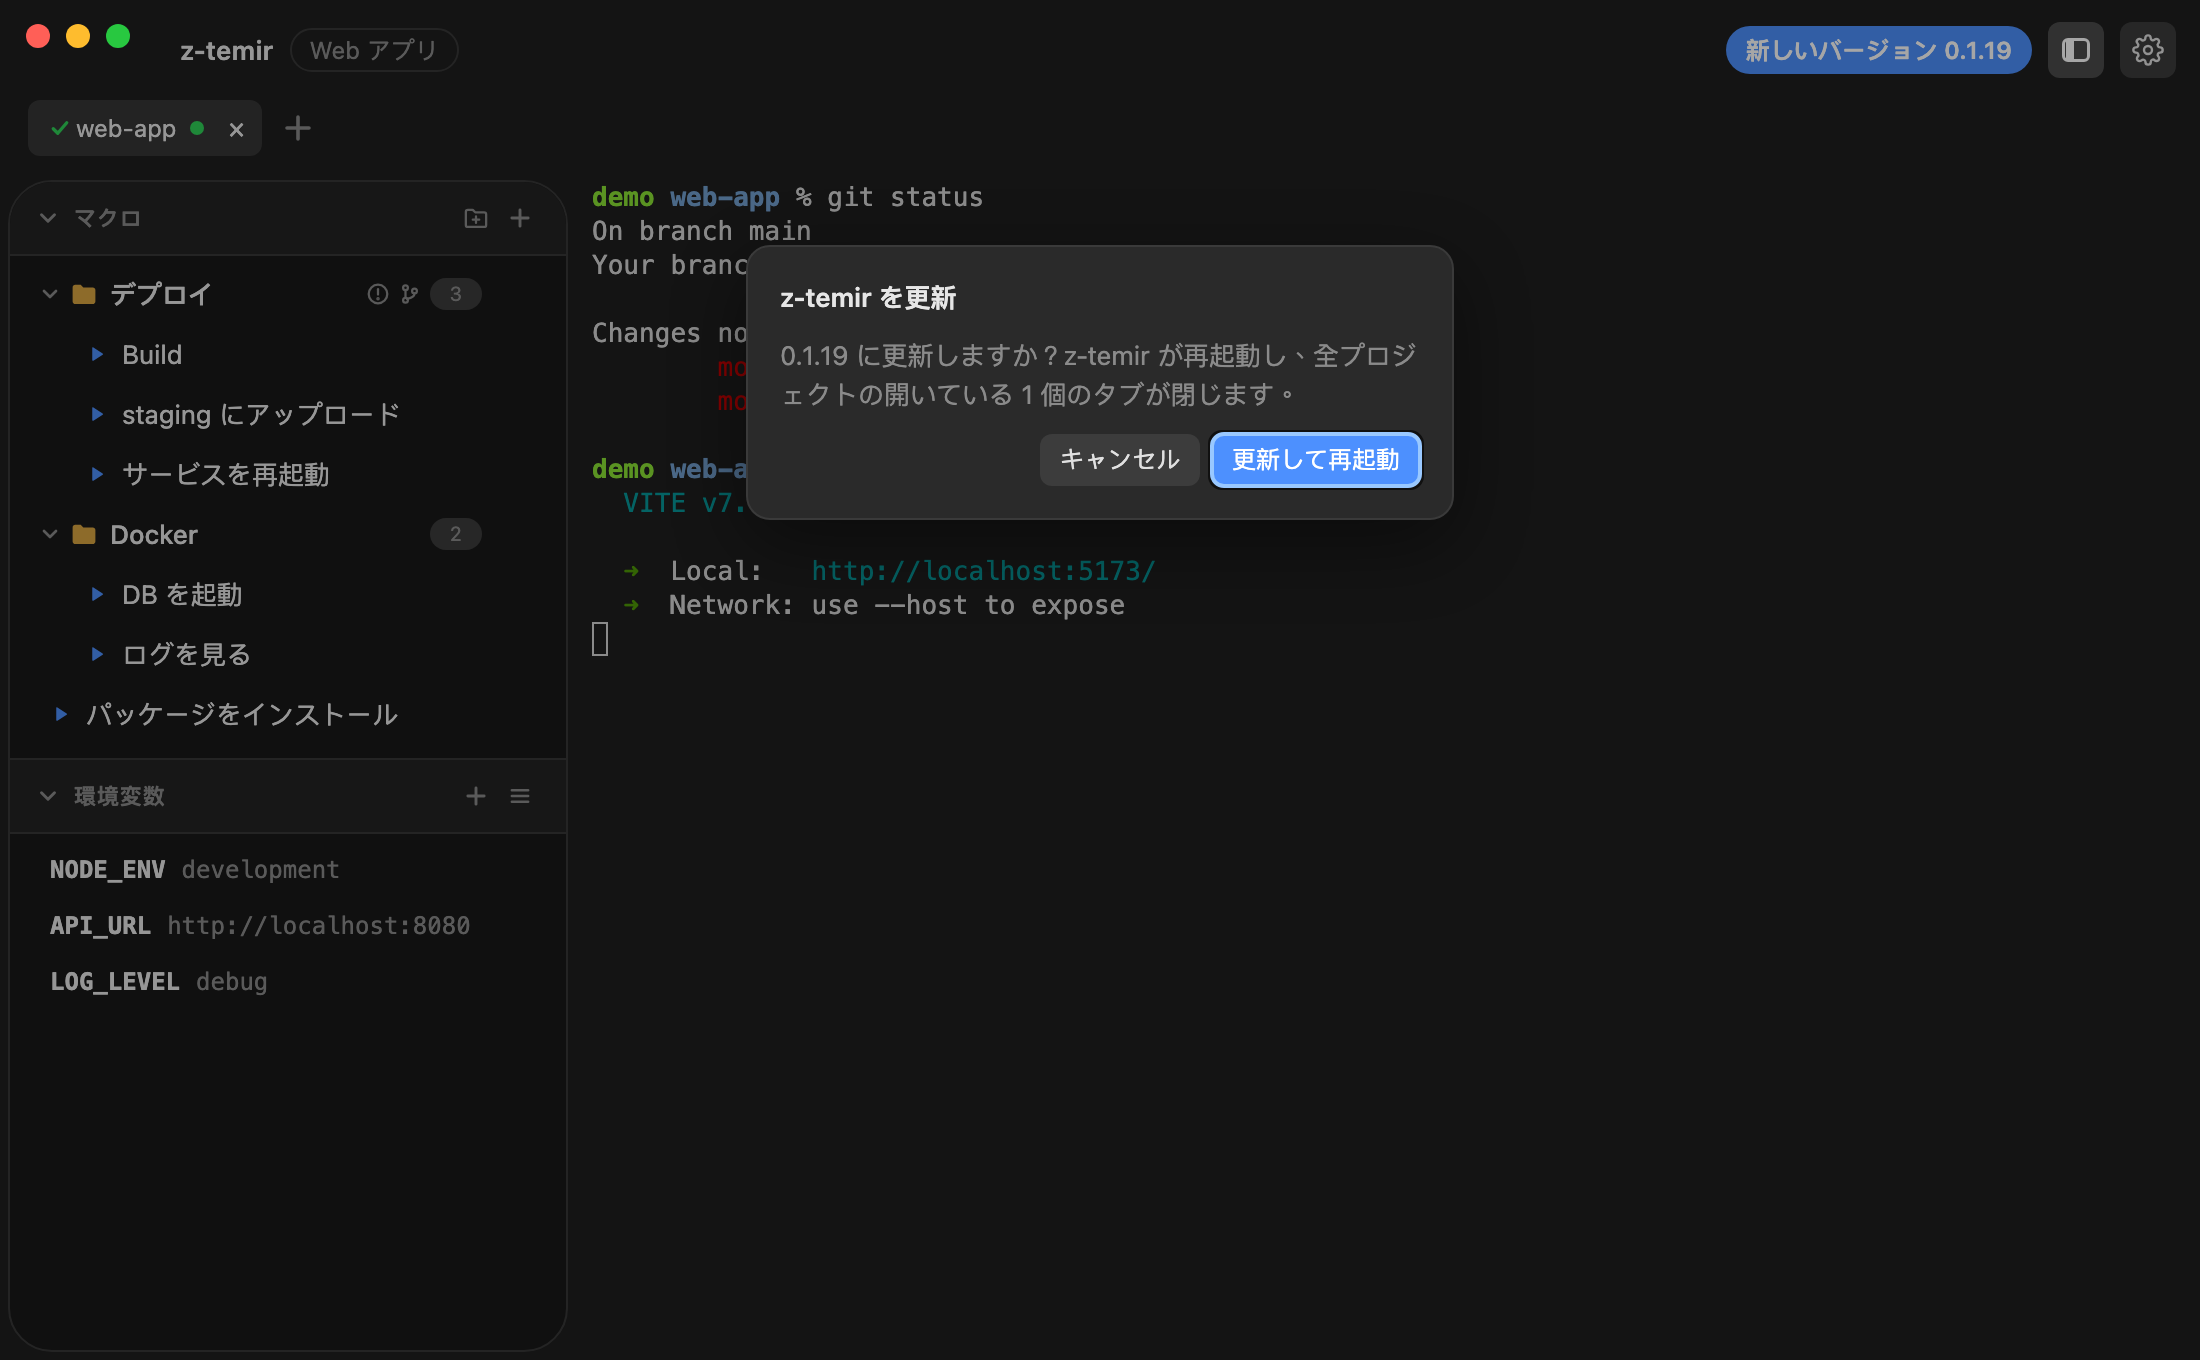 z-temir Web アプリ
新しいバージョン 0.1.19
web-app
マクロ
デプロイ 3
Build
staging にアップロード
サービスを再起動
Docker 2
DB を起動
ログを見る
パッケージをインストール
環境変数
NODE_ENV development
API_URL http://localhost:8080
LOG_LEVEL debug
demo web-app % git status
On branch main
Your branc
Changes no
mo
mo
demo web-a
VITE v7.
➜ Local: http://localhost:5173/
➜ Network: use --host to expose
z-temir を更新
0.1.19 に更新しますか？z-temir が再起動し、全プロジ
ェクトの開いている 1 個のタブが閉じます。
キャンセル
更新して再起動